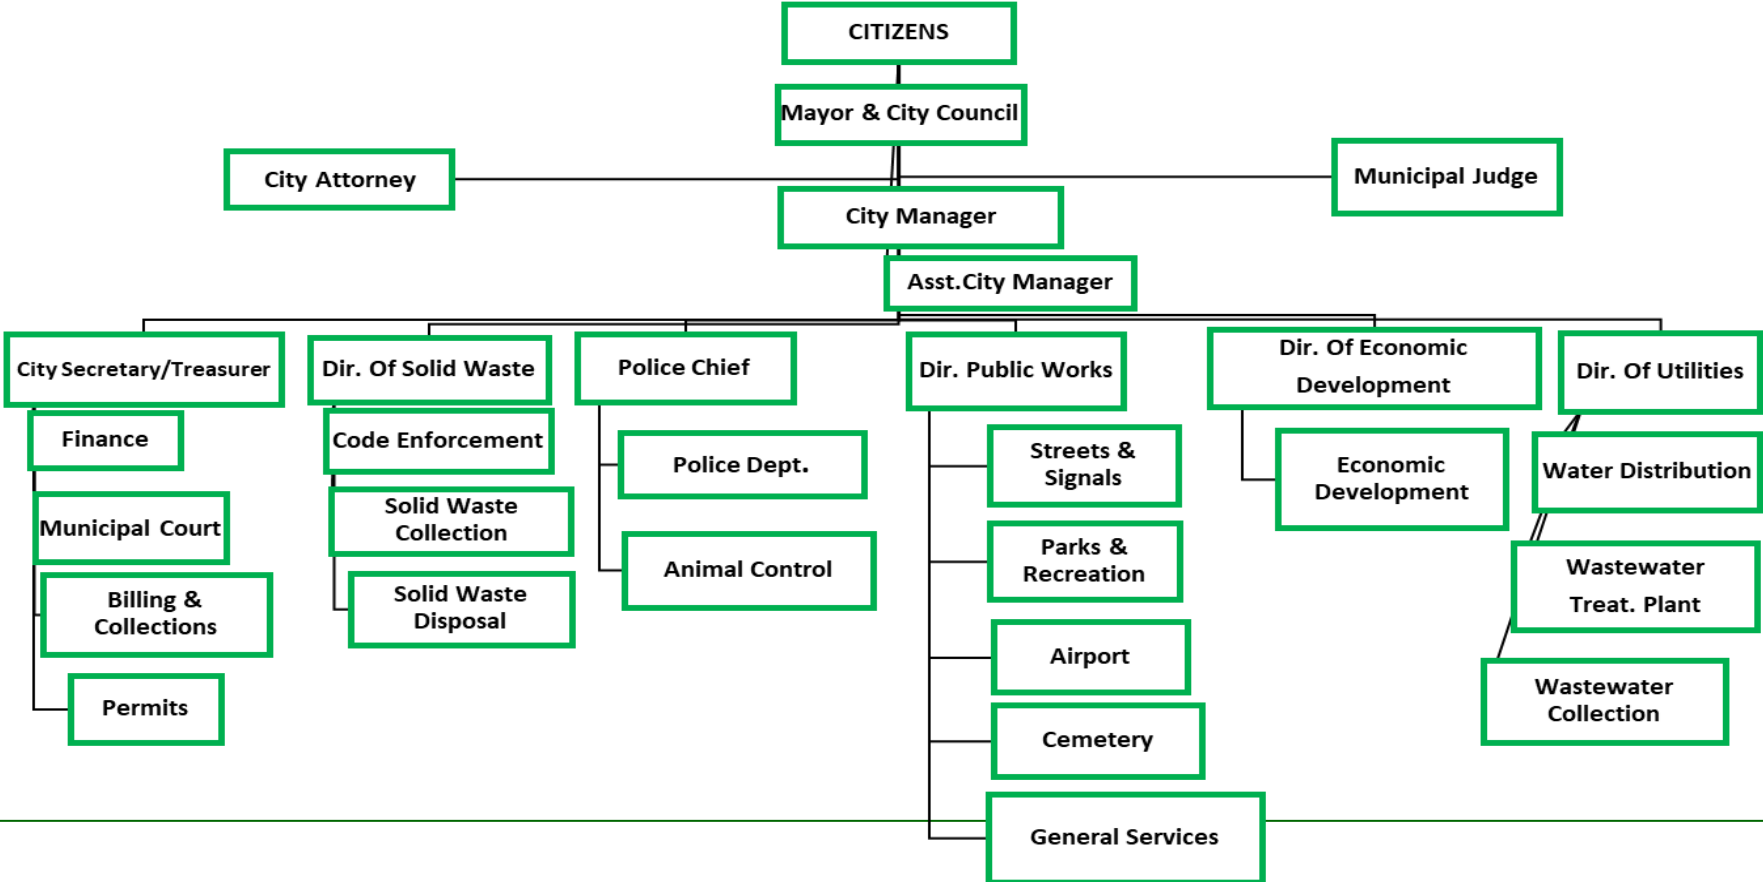 CITIZENS
Mayor & City Council
City Attorney
Municipal Judge
City Manager
Asst.City Manager
City Secretary/Treasurer
Finance
Municipal Court
Billing &
Collections
Permits
Dir. Of Solid Waste
Code Enforcement
Solid Waste
Collection
Solid Waste
Disposal
Police Chief
Police Dept.
Animal Control
Dir. Public Works
Streets &
Signals
Parks &
Recreation
Airport
Cemetery
General Services
Dir. Of Economic
Development
Economic
Development
Dir. Of Utilities
Water Distribution
Wastewater
Treat. Plant
Wastewater
Collection